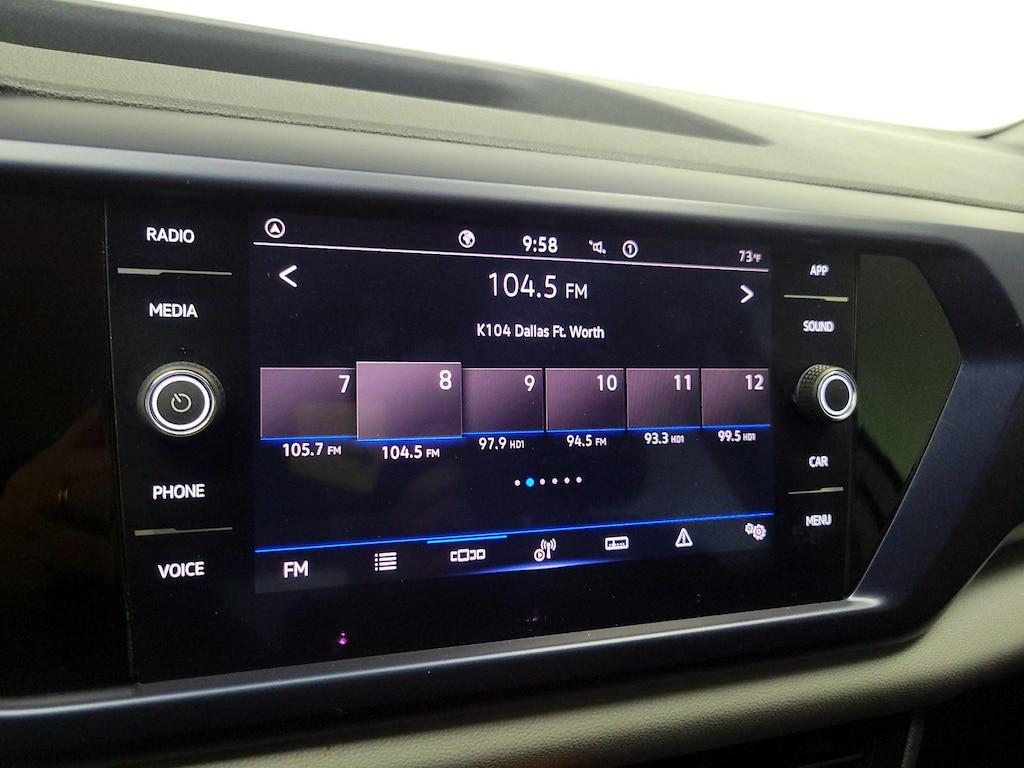 RADIO
MEDIA
PHONE
VOICE
9:58
1
73°F
104.5 FM
K104 Dallas Ft. Worth
7 8 9 10 11 12
105.7 FM 104.5 FM 97.9 HD1 94.5 FM 93.3 HD1 99.5 HD1
FM
APP
SOUND
CAR
MENU